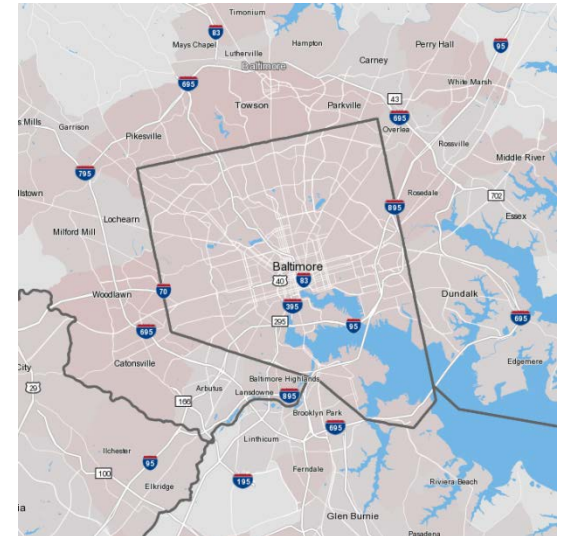 Timonium
83
Mays Chapel
Lutherville
Hampton
Perry Hall
95
Baltimore
Carney
695
White Marsh
Towson
Parkville
43
s Mills
Garrison
Pikesville
695
Overlea
Rossville
795
Middle River
llstown
Rosedale
702
895
Lochearn
Essex
Milford Mill
Baltimore
40
83
Dundalk
Woodlawn
70
395
295
95
695
695
Catonsville
Edgemere
City
29
Baltimore Highlands
Arbutus
Lansdowne
895
166
Brooklyn Park
695
Linthicum
Ilchester
95
Ferndale
100
Elkridge
195
Riviera Beach
ia
Glen Burnie
Pasadena